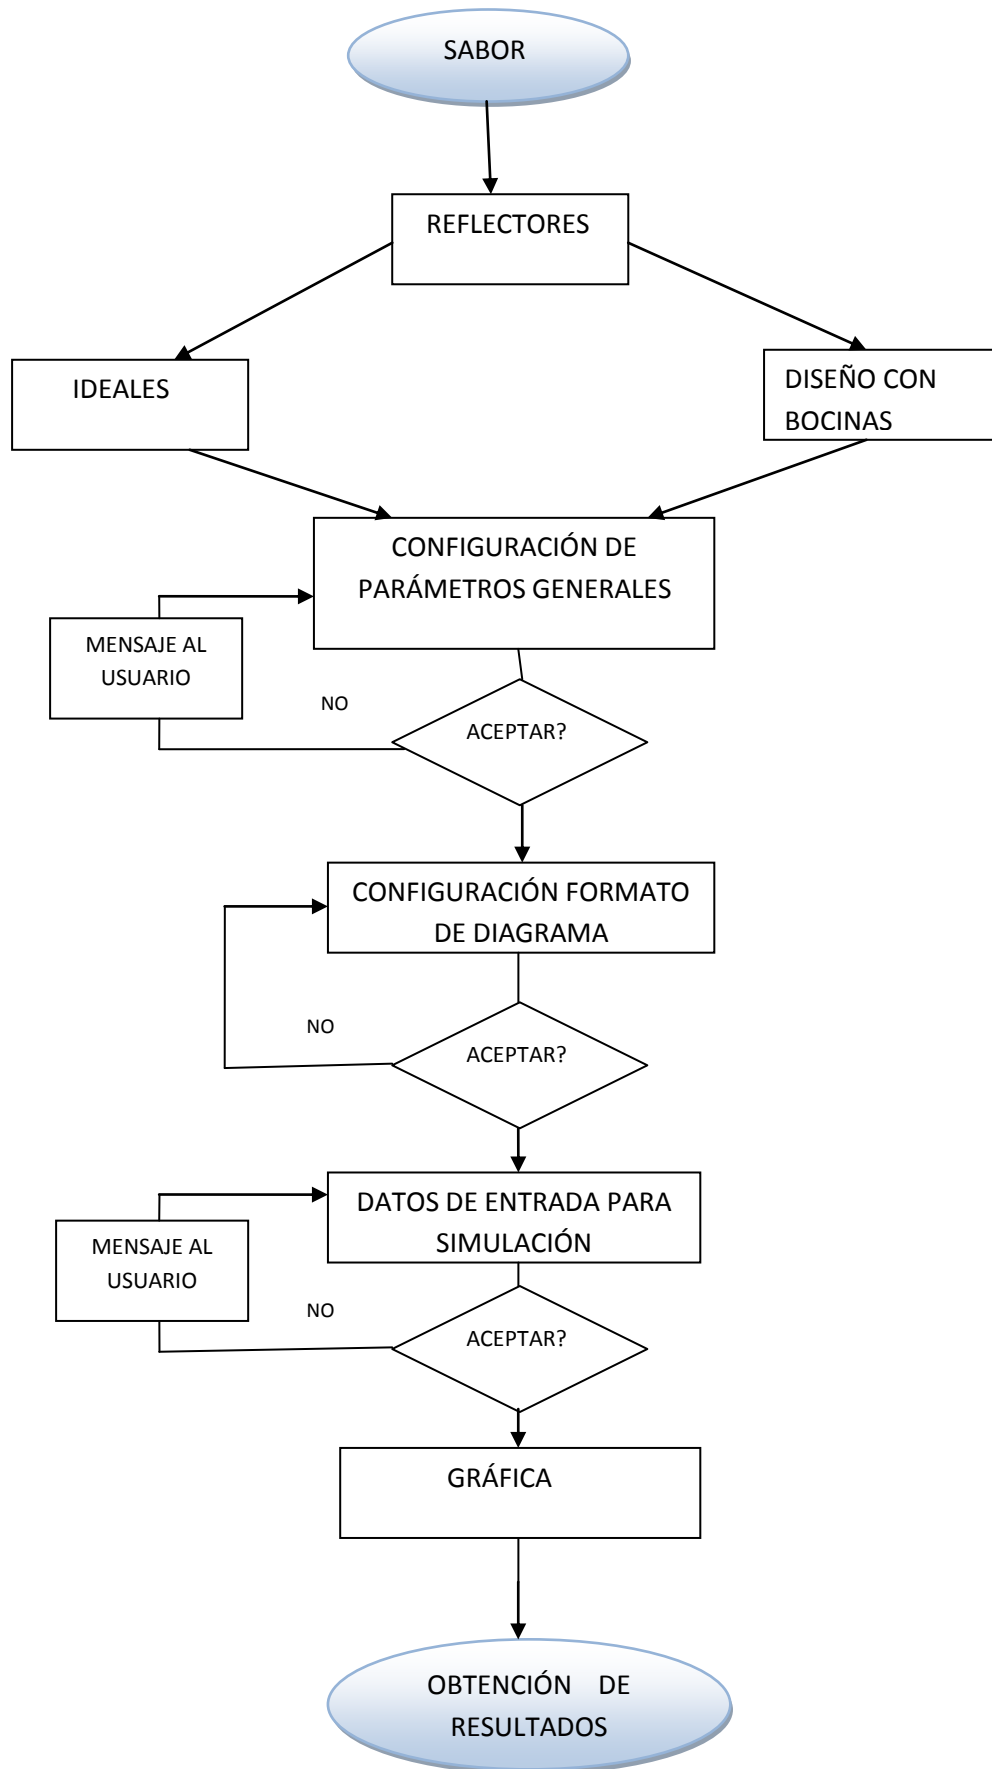 SABOR
REFLECTORES
IDEALES
DISEÑO CON
BOCINAS
CONFIGURACIÓN DE
PARÁMETROS GENERALES
MENSAJE AL
USUARIO
NO
ACEPTAR?
CONFIGURACIÓN FORMATO
DE DIAGRAMA
NO
ACEPTAR?
DATOS DE ENTRADA PARA
SIMULACIÓN
MENSAJE AL
USUARIO
NO
ACEPTAR?
GRÁFICA
OBTENCIÓN DE
RESULTADOS